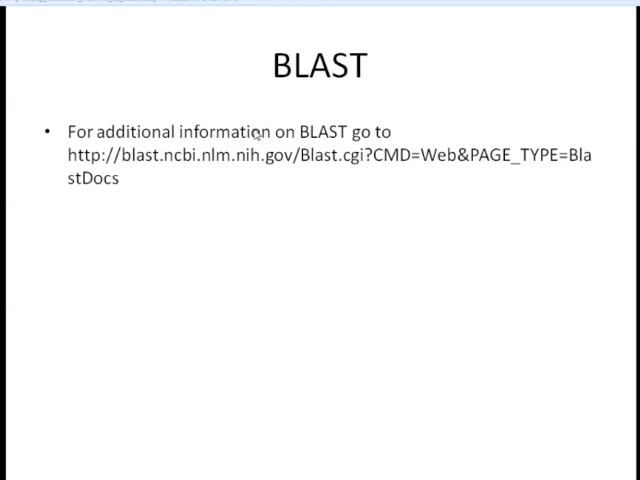 BLAST
• For additional information on BLAST go to
http://blast.ncbi.nlm.nih.gov/Blast.cgi?CMD=Web&PAGE_TYPE=Bla
stDocs